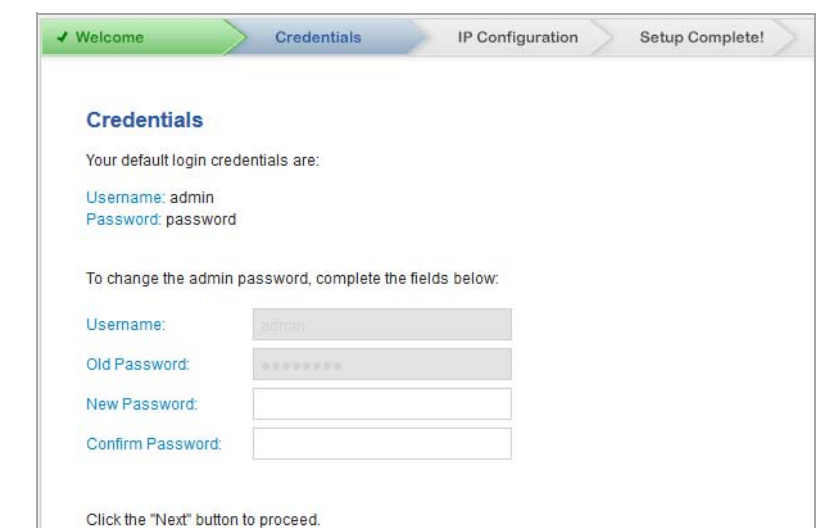 ✔ Welcome Credentials IP Configuration Setup Complete!
Credentials
Your default login credentials are:
Username: admin
Password: password
To change the admin password, complete the fields below:
Username: admin
Old Password: ●●●●●●●●
New Password:
Confirm Password:
Click the "Next" button to proceed.